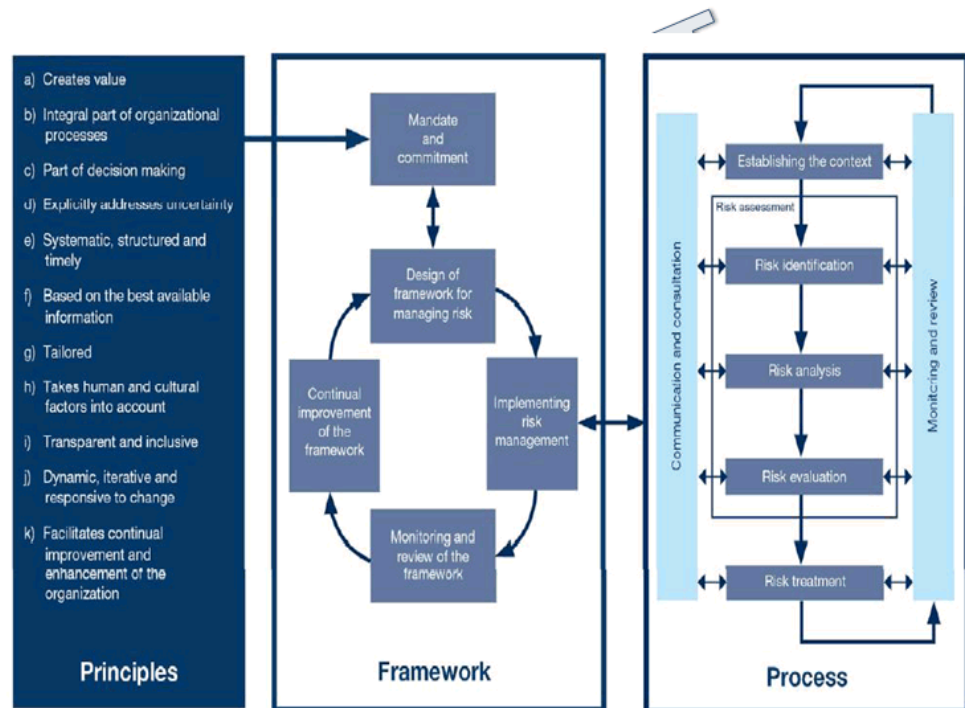 a) Creates value
b) Integral part of organizational
processes
c) Part of decision making
d) Explicitly addresses uncertainty
e) Systematic, structured and
timely
f) Based on the best available
information
g) Tailored
h) Takes human and cultural
factors into account
i) Transparent and inclusive
j) Dynamic, iterative and
responsive to change
k) Facilitates continual
improvement and
enhancement of the
organization
Principles
Mandate
and
commitment
Design of
framework for
managing risk
Continual
improvement
of the
framework
Implementing
risk
management
Monitoring and
review of the
framework
Framework
Communication and consultation
Establishing the context
Risk assessment
Risk identification
Risk analysis
Risk evaluation
Risk treatment
Monitoring and review
Process